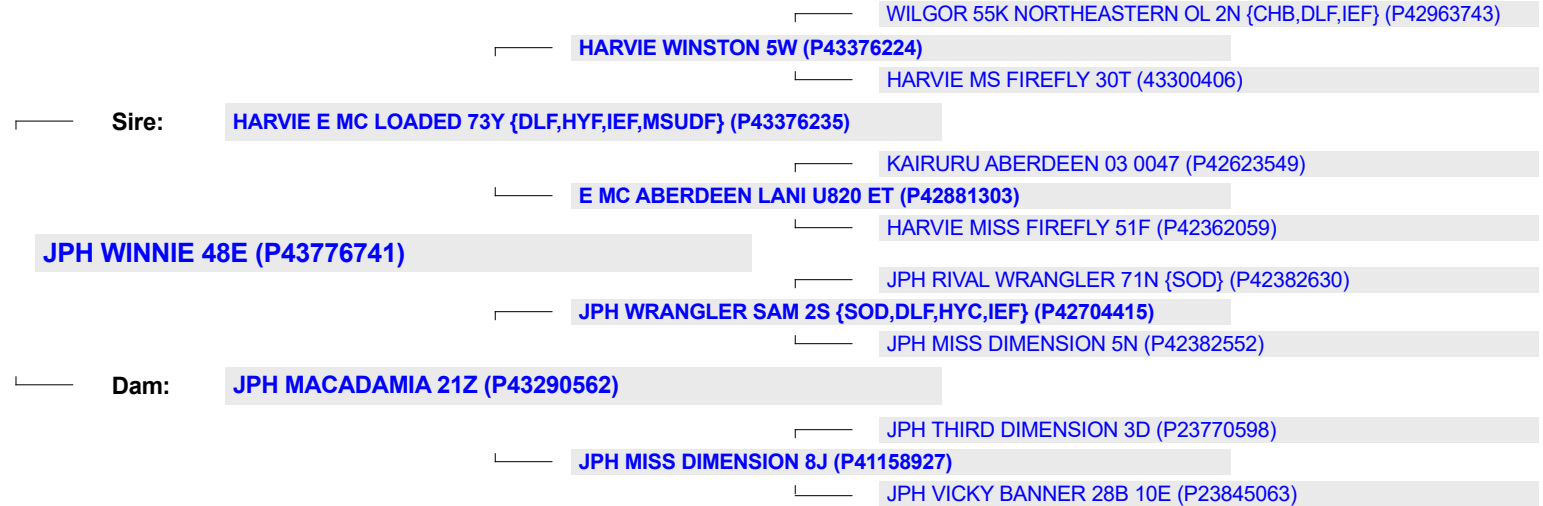 WILGOR 55K NORTHEASTERN OL 2N {CHB,DLF,IEF} (P42963743)
HARVIE WINSTON 5W (P43376224)
HARVIE MS FIREFLY 30T (43300406)
Sire: HARVIE E MC LOADED 73Y {DLF,HYF,IEF,MSUDF} (P43376235)
KAIRURU ABERDEEN 03 0047 (P42623549)
E MC ABERDEEN LANI U820 ET (P42881303)
HARVIE MISS FIREFLY 51F (P42362059)
JPH WINNIE 48E (P43776741)
JPH RIVAL WRANGLER 71N {SOD} (P42382630)
JPH WRANGLER SAM 2S {SOD,DLF,HYC,IEF} (P42704415)
JPH MISS DIMENSION 5N (P42382552)
Dam: JPH MACADAMIA 21Z (P43290562)
JPH THIRD DIMENSION 3D (P23770598)
JPH MISS DIMENSION 8J (P41158927)
JPH VICKY BANNER 28B 10E (P23845063)